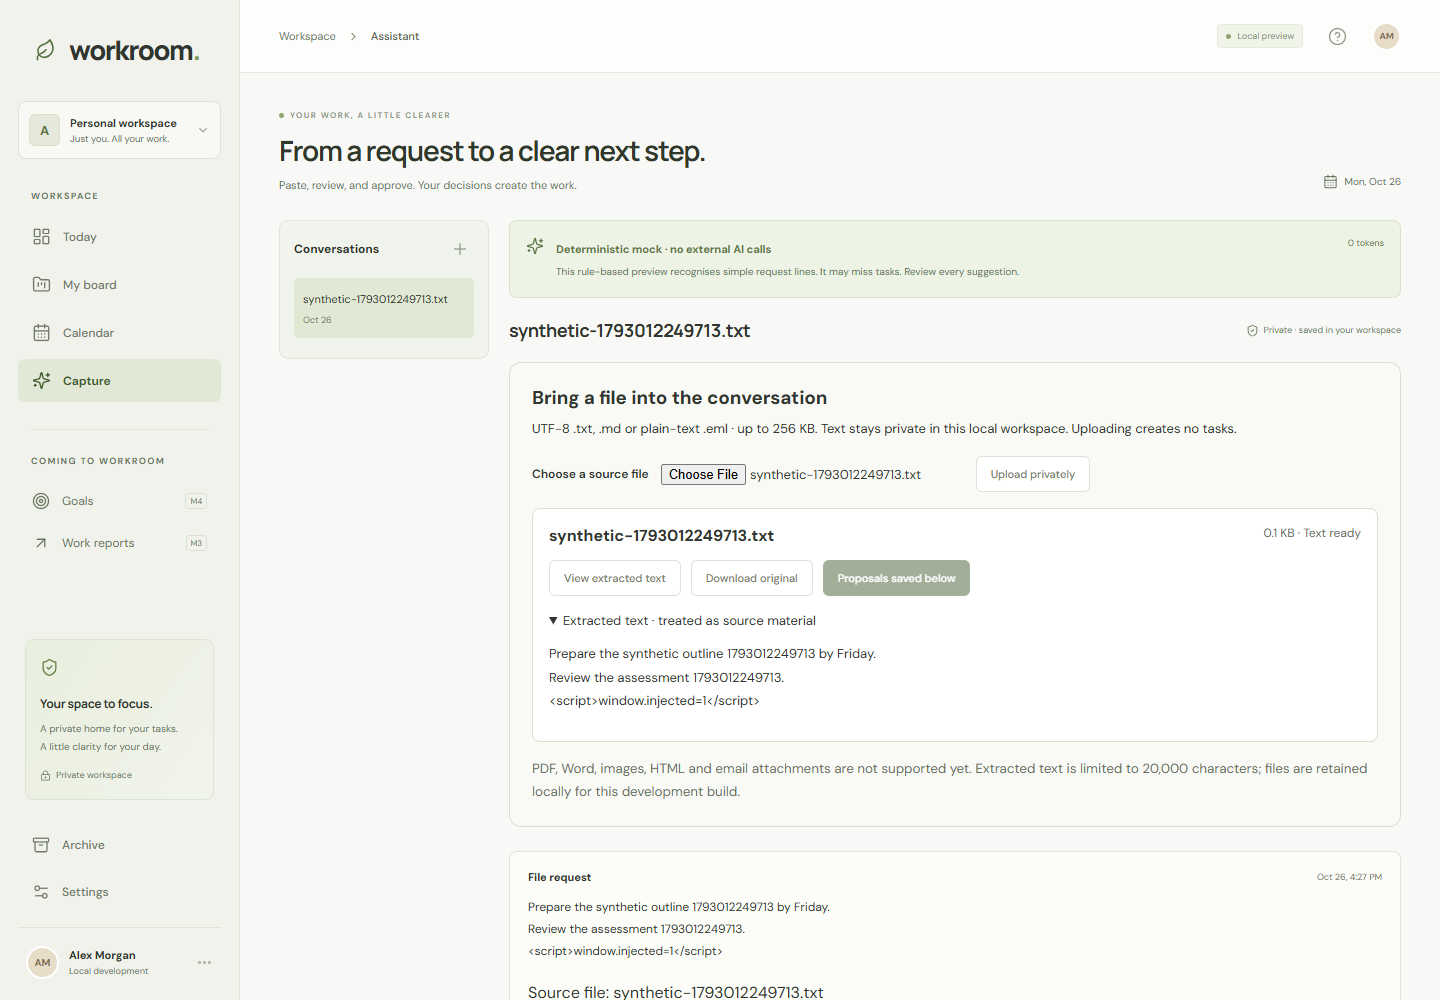 workroom.
A
Personal workspace
Just you. All your work.
WORKSPACE
Today
My board
Calendar
Capture
COMING TO WORKROOM
Goals
M4
Work reports
M3
Your space to focus.
A private home for your tasks.
A little clarity for your day.
Private workspace
Archive
Settings
AM
Alex Morgan
Local development
Workspace > Assistant
Local preview
AM
YOUR WORK, A LITTLE CLEARER
From a request to a clear next step.
Paste, review, and approve. Your decisions create the work.
Mon, Oct 26
Conversations
synthetic-1793012249713.txt
Oct 26
Deterministic mock · no external AI calls
0 tokens
This rule-based preview recognises simple request lines. It may miss tasks. Review every suggestion.
synthetic-1793012249713.txt
Private · saved in your workspace
Bring a file into the conversation
UTF-8 .txt, .md or plain-text .eml · up to 256 KB. Text stays private in this local workspace. Uploading creates no tasks.
Choose a source file
Choose File synthetic-1793012249713.txt
Upload privately
synthetic-1793012249713.txt
0.1 KB · Text ready
View extracted text
Download original
Proposals saved below
▼ Extracted text · treated as source material
Prepare the synthetic outline 1793012249713 by Friday.
Review the assessment 1793012249713.
<script>window.injected=1</script>
PDF, Word, images, HTML and email attachments are not supported yet. Extracted text is limited to 20,000 characters; files are retained
locally for this development build.
File request
Oct 26, 4:27 PM
Prepare the synthetic outline 1793012249713 by Friday.
Review the assessment 1793012249713.
<script>window.injected=1</script>
Source file: synthetic-1793012249713.txt